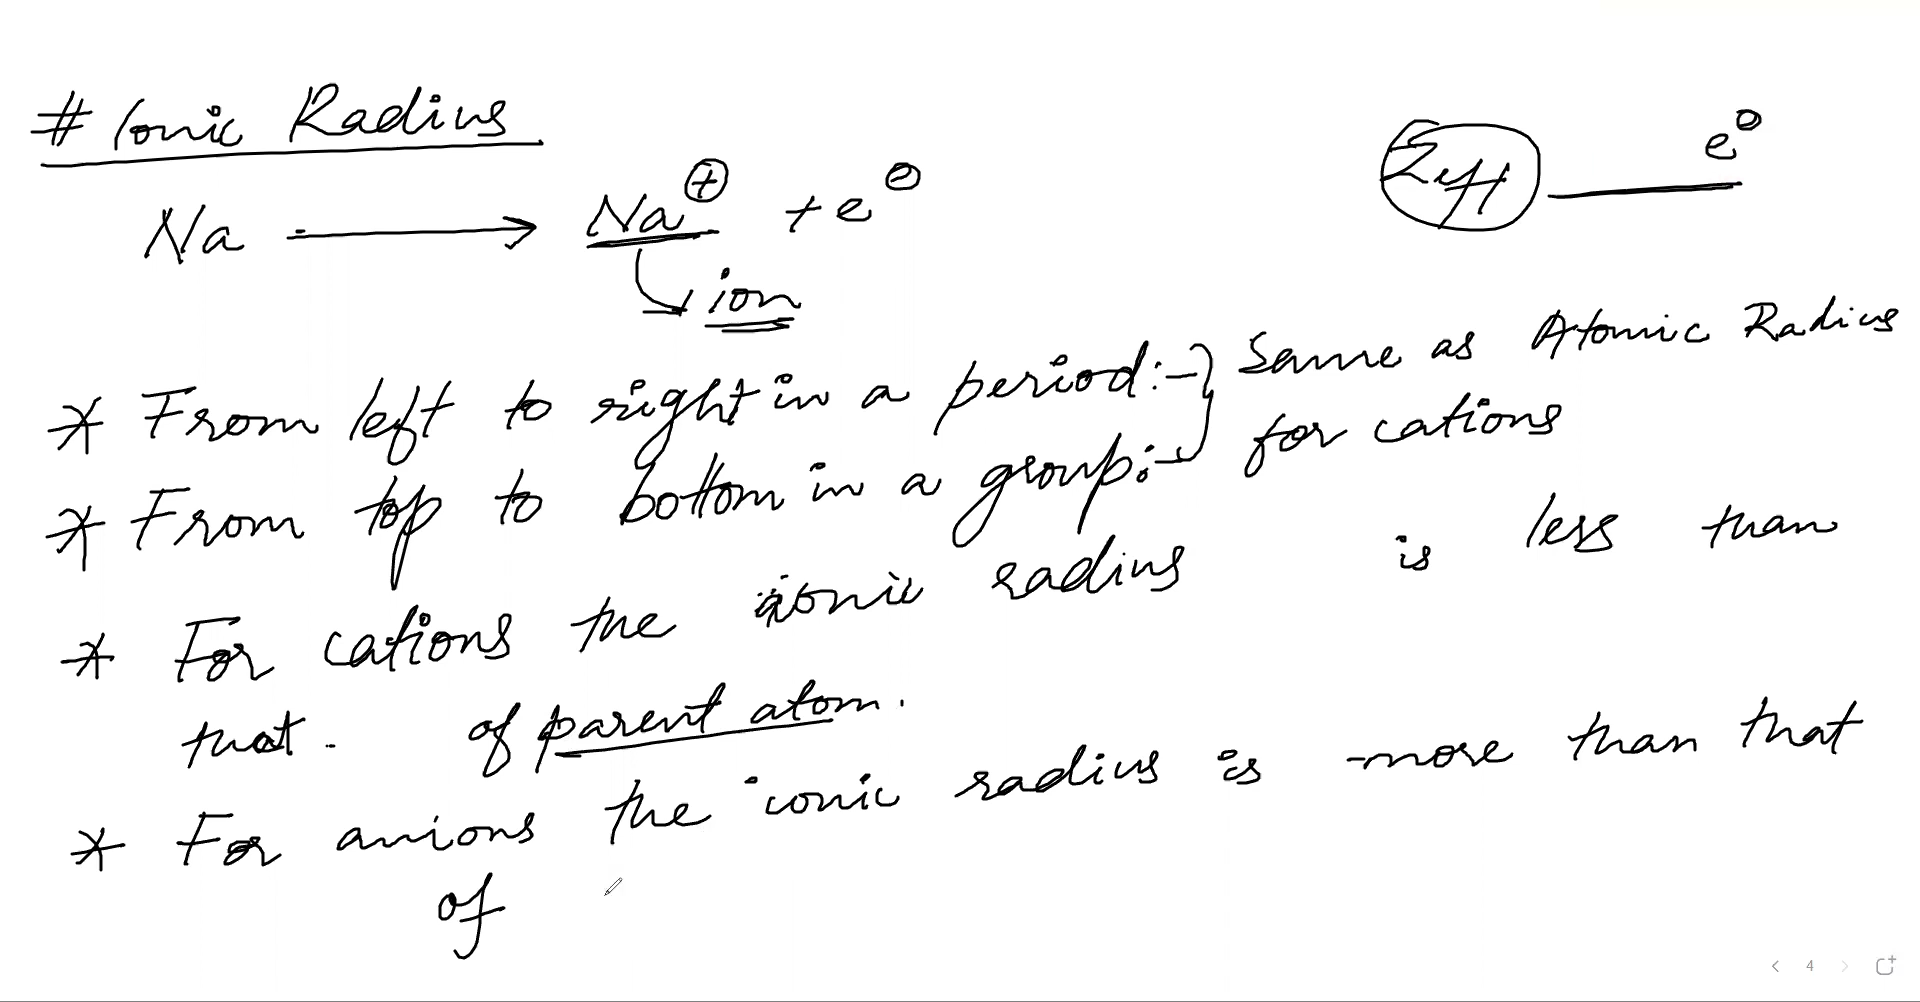 # Ionic Radius
Na → Na⊕ + e⊖
ion
Zeff e⊖
* From left to right in a period:- } Same as Atomic Radius
* From top to bottom in a group:- } for cations
* For cations the ionic radius is less than
that of parent atom.
* For anions the ionic radius is more than that
of
4